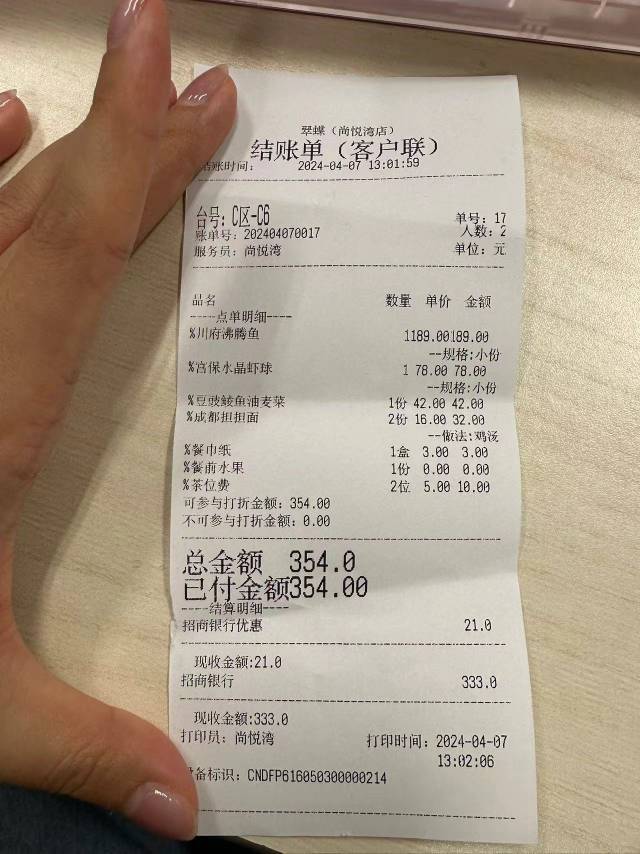 翠蝶（尚悦湾店）
结账单（客户联）
结账时间： 2024-04-07 13:01:59
台号：C区-C6 单号：17
账单号：202404070017 人数：2
服务员：尚悦湾 单位：元
品名 数量 单价 金额
-----点单明细----
%川府沸腾鱼 1189.00189.00
--规格:小份
%宫保水晶虾球 1 78.00 78.00
--规格:小份
%豆豉鲮鱼油麦菜 1份 42.00 42.00
%成都担担面 2份 16.00 32.00
--做法:鸡汤
%餐巾纸 1盒 3.00 3.00
%餐前水果 1份 0.00 0.00
%茶位费 2位 5.00 10.00
可参与打折金额：354.00
不可参与打折金额：0.00
总金额 354.0
已付金额354.00
-----结算明细----
招商银行优惠 21.0
现收金额:21.0
招商银行 333.0
现收金额:333.0
打印员：尚悦湾 打印时间：2024-04-07
13:02:06
设备标识：CNDFP616050300000214